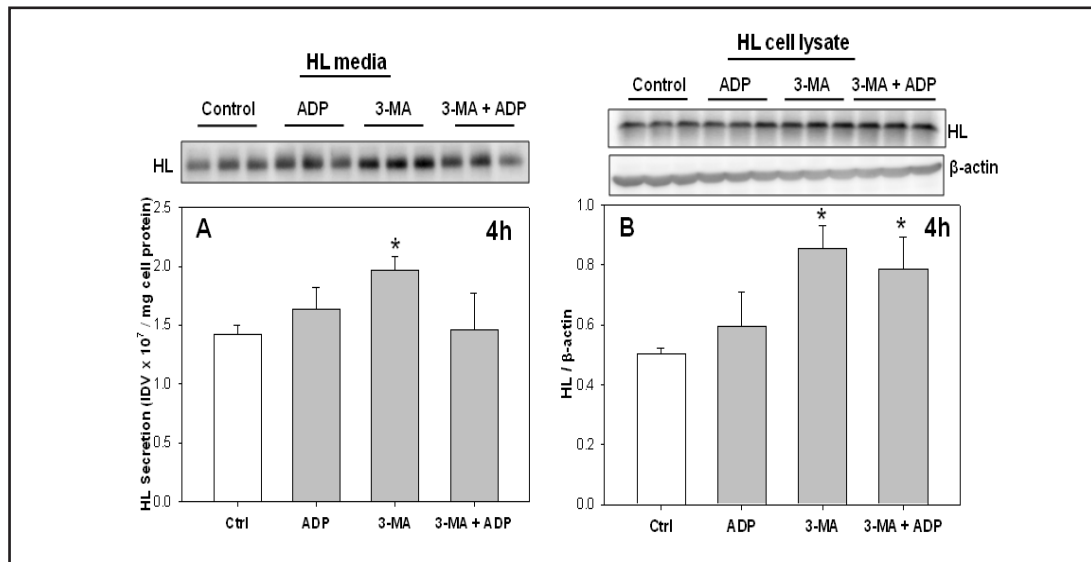 HL media
Control ADP 3-MA 3-MA + ADP
HL
A 4h
HL Secretion (IDV x 10⁷ / mg cell protein)
2.5
2.0
*
1.5
1.0
0.5
0.0
Ctrl ADP 3-MA 3-MA + ADP
HL cell lysate
Control ADP 3-MA 3-MA + ADP
HL
β-actin
B 4h
HL / β-actin
1.0
* *
0.8
0.6
0.4
0.2
0.0
Ctrl ADP 3-MA 3-MA + ADP